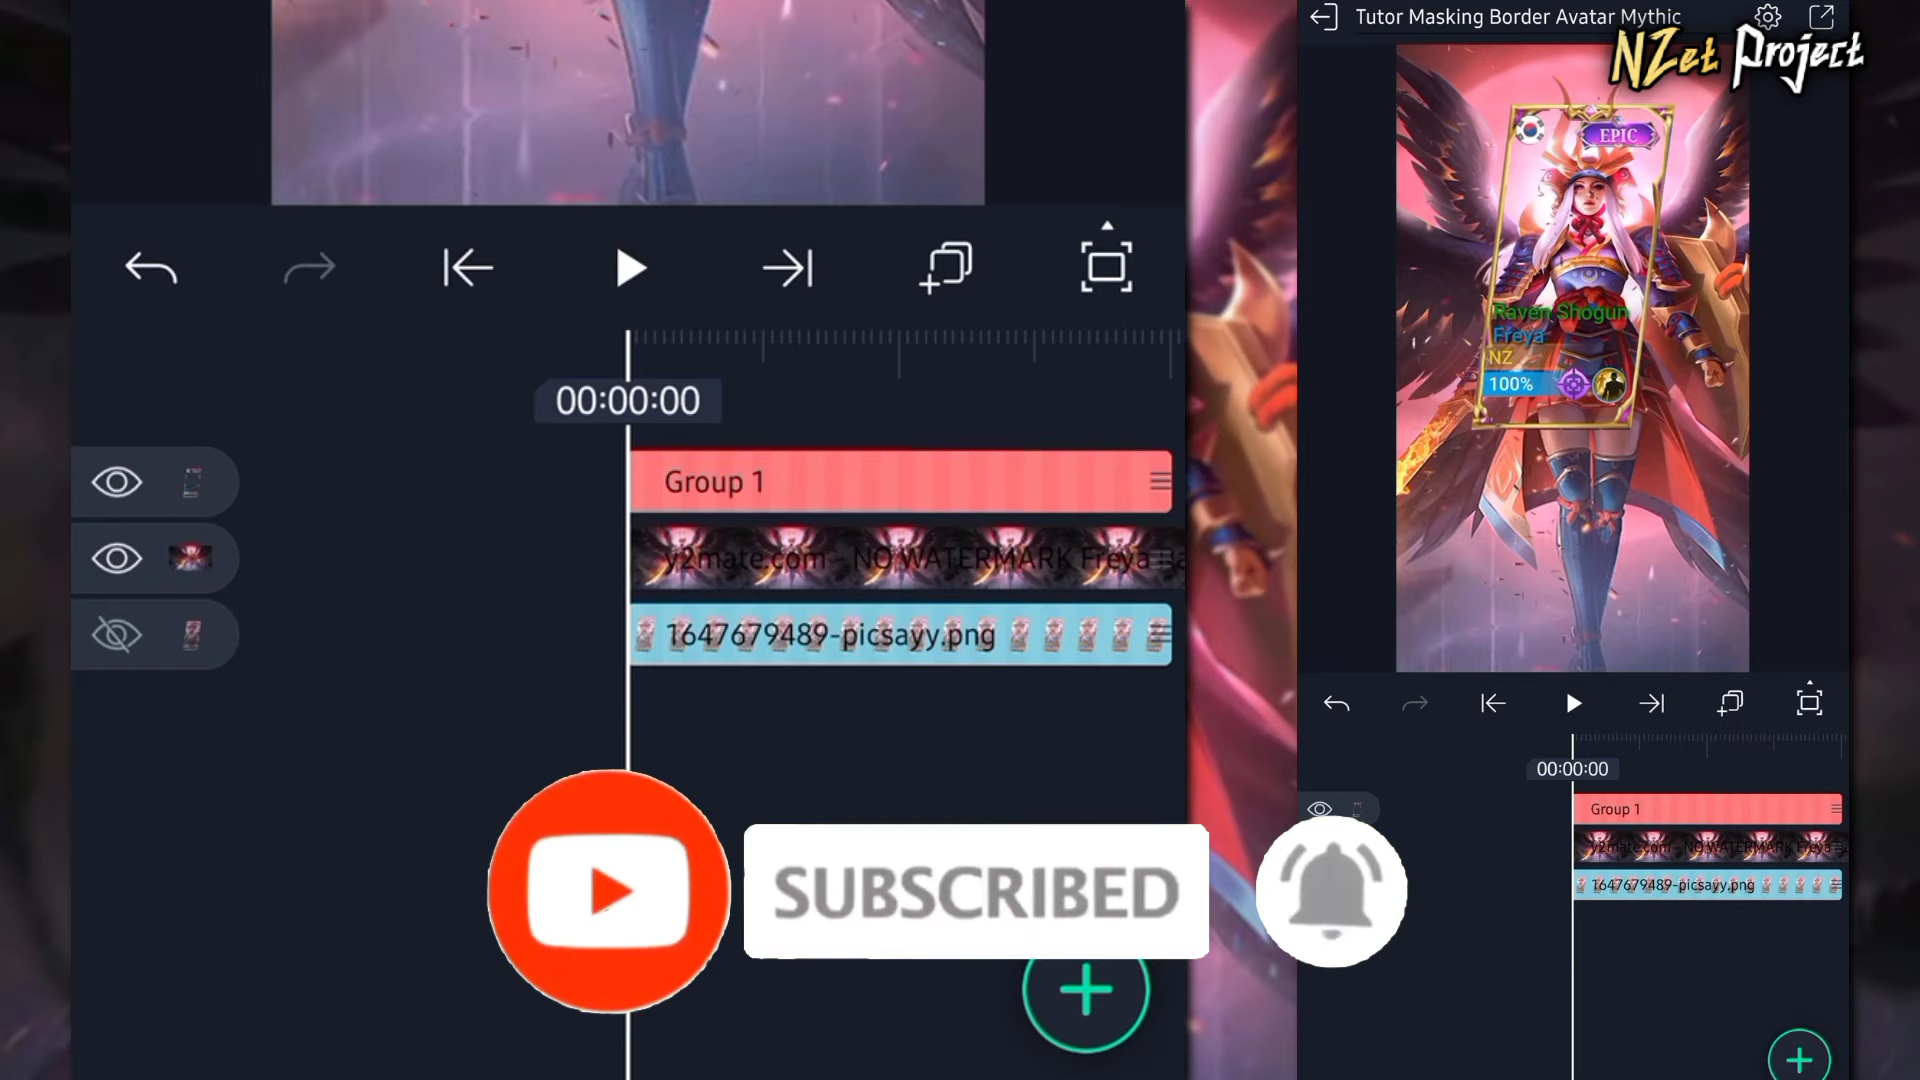 Tutor Masking Border Avatar Mythic
NZet Project
EPIC
Raven Shogun
Freya
NZ
100%
00:00:00
Group 1
y2mate.com - NO WATERMARK Freya Ra
1647679489-picsayy.png
SUBSCRIBED
00:00:00
Group 1
y2mate.com - NO WATERMARK Freya
1647679489-picsayy.png